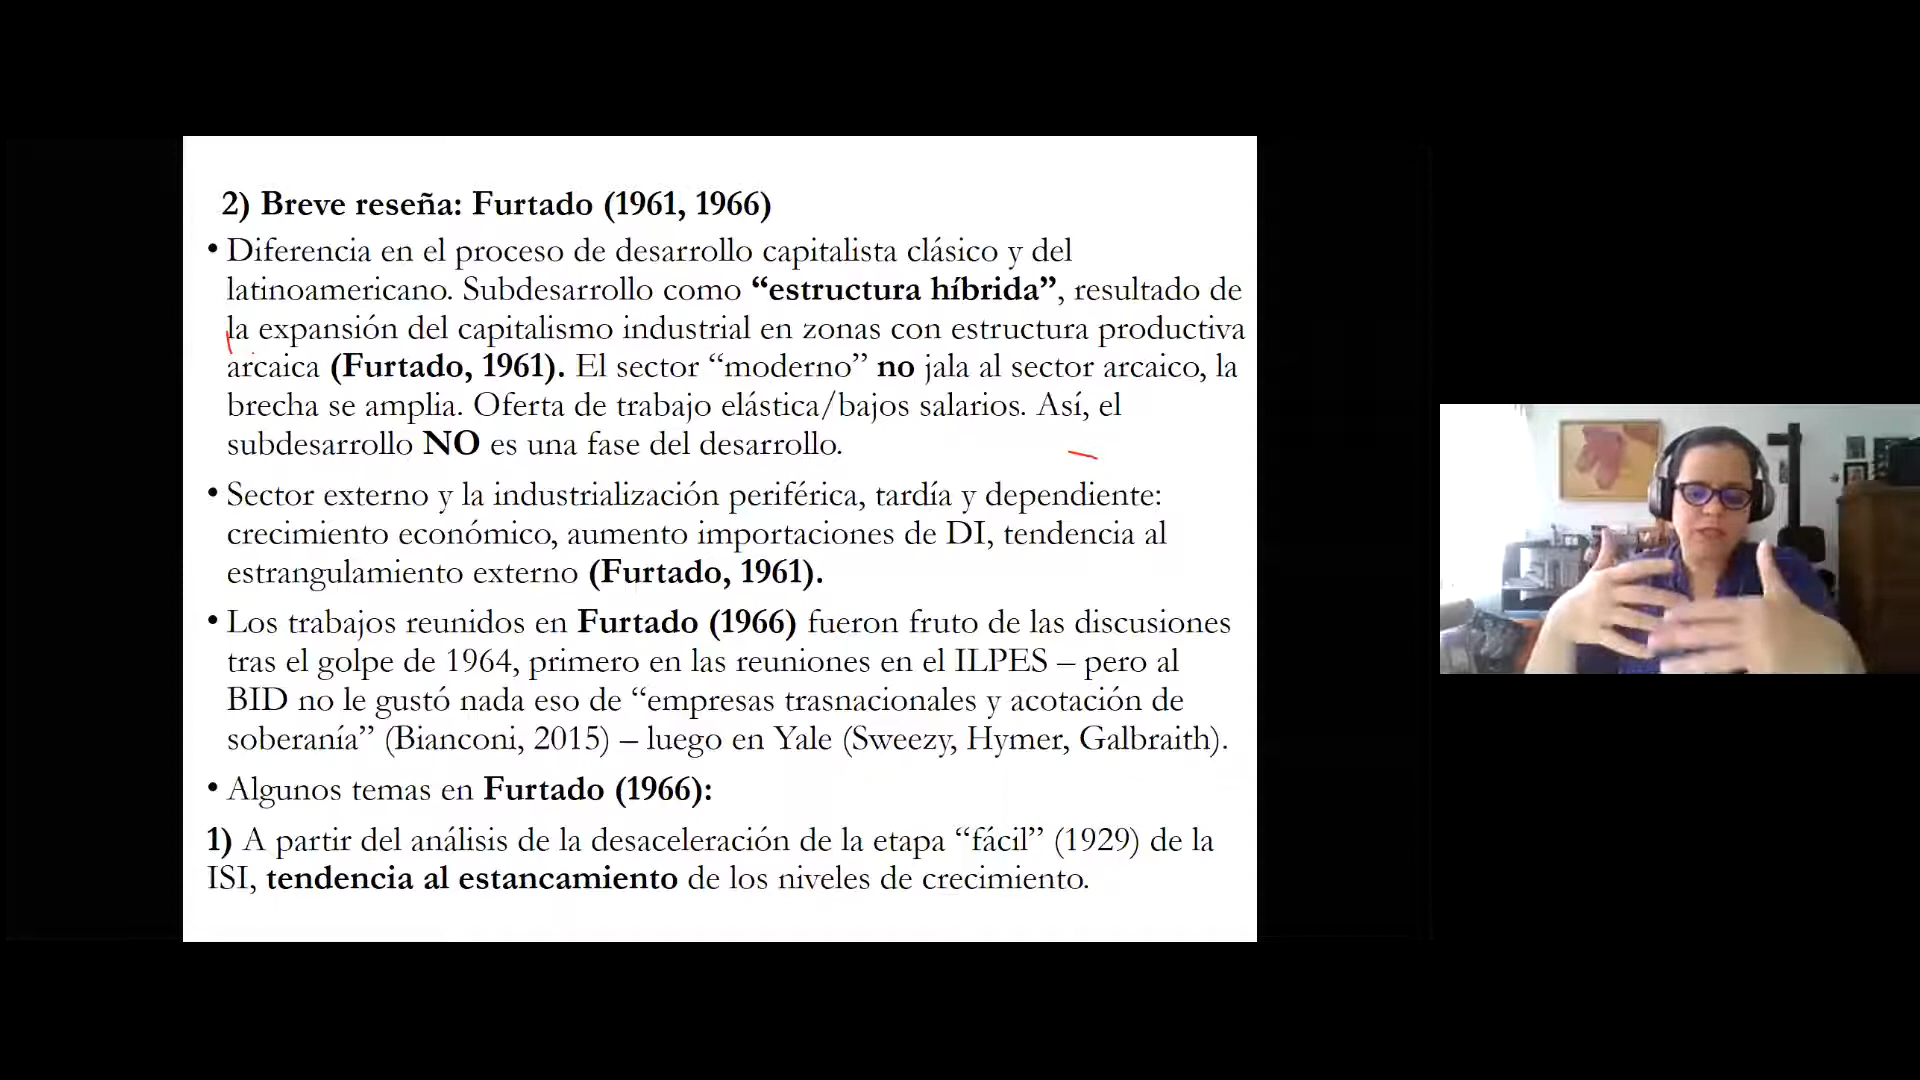 2) Breve reseña: Furtado (1961, 1966)
• Diferencia en el proceso de desarrollo capitalista clásico y del
latinoamericano. Subdesarrollo como “estructura híbrida”, resultado de
la expansión del capitalismo industrial en zonas con estructura productiva
arcaica (Furtado, 1961). El sector “moderno” no jala al sector arcaico, la
brecha se amplia. Oferta de trabajo elástica/bajos salarios. Así, el
subdesarrollo NO es una fase del desarrollo.
• Sector externo y la industrialización periférica, tardía y dependiente:
crecimiento económico, aumento importaciones de DI, tendencia al
estrangulamiento externo (Furtado, 1961).
• Los trabajos reunidos en Furtado (1966) fueron fruto de las discusiones
tras el golpe de 1964, primero en las reuniones en el ILPES – pero al
BID no le gustó nada eso de “empresas trasnacionales y acotación de
soberanía” (Bianconi, 2015) – luego en Yale (Sweezy, Hymer, Galbraith).
• Algunos temas en Furtado (1966):
1) A partir del análisis de la desaceleración de la etapa “fácil” (1929) de la
ISI, tendencia al estancamiento de los niveles de crecimiento.